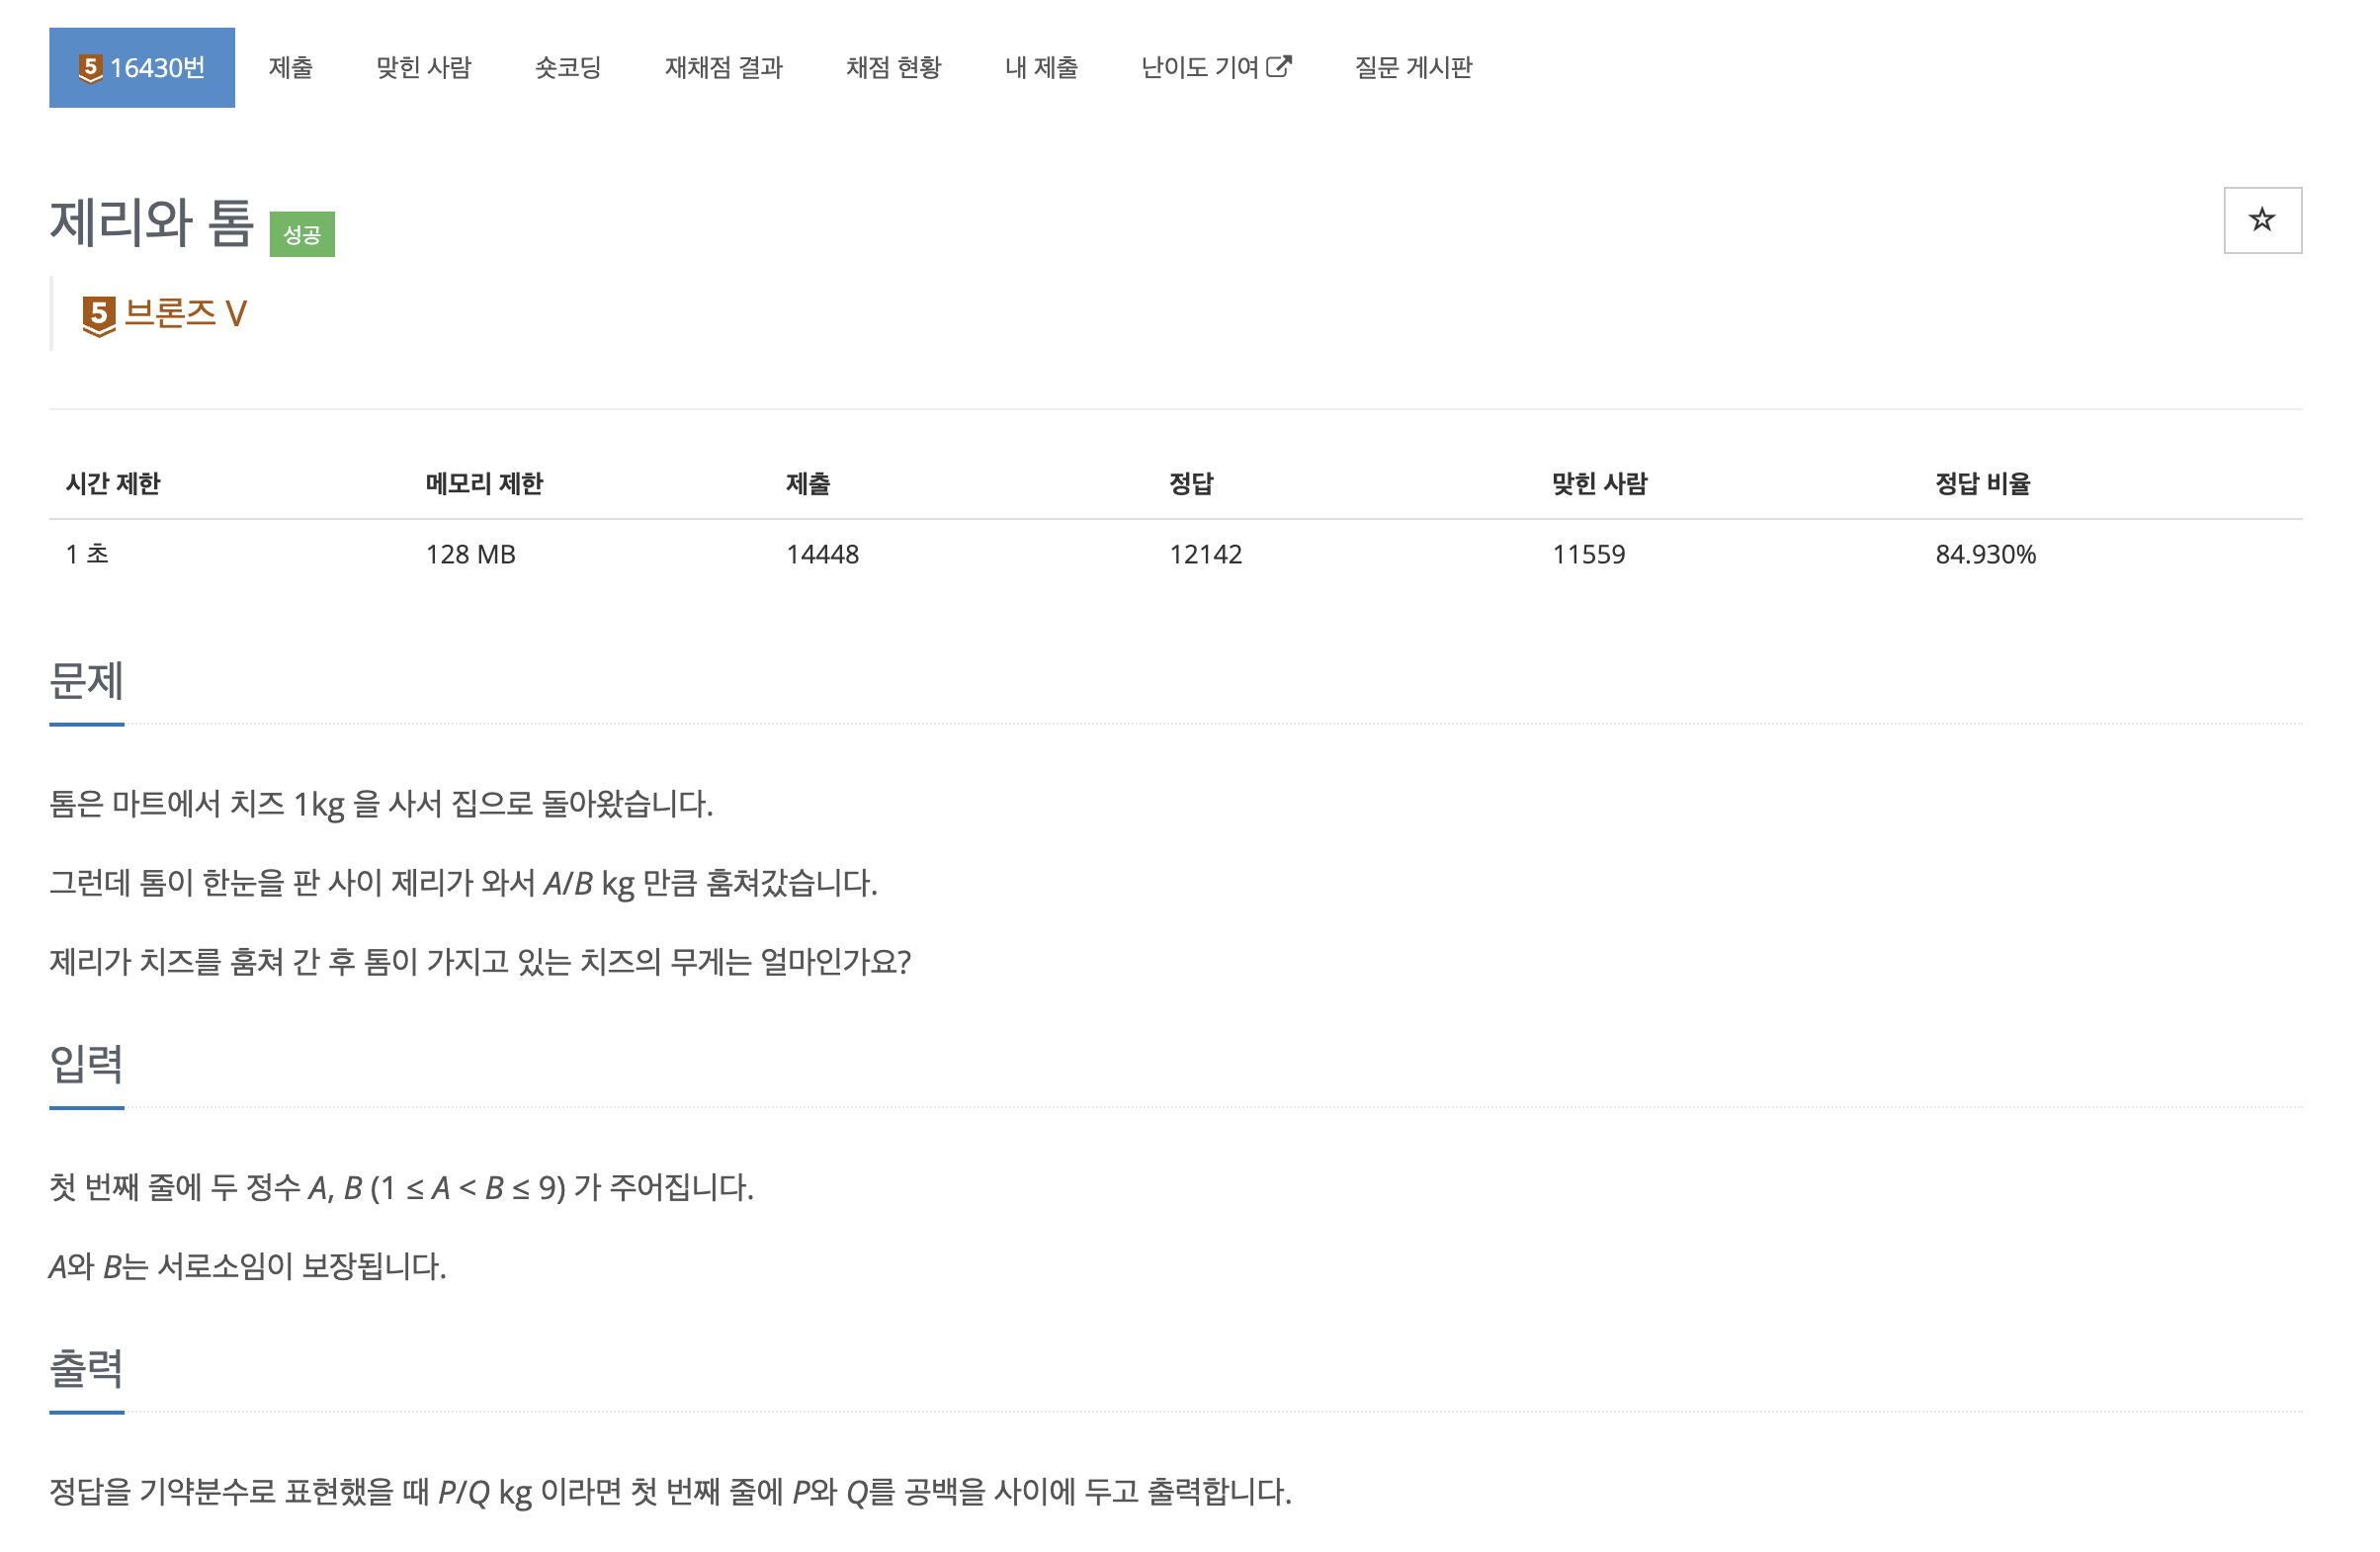 5 16430번 제출 맞힌 사람 숏코딩 재채점 결과 채점 현황 내 제출 난이도 기여 질문 게시판
제리와 톰 성공
5 브론즈 V
시간 제한 메모리 제한 제출 정답 맞힌 사람 정답 비율
1 초 128 MB 14448 12142 11559 84.930%
문제
톰은 마트에서 치즈 1kg 을 사서 집으로 돌아왔습니다.
그런데 톰이 한눈을 판 사이 제리가 와서 A/B kg 만큼 훔쳐갔습니다.
제리가 치즈를 훔쳐 간 후 톰이 가지고 있는 치즈의 무게는 얼마인가요?
입력
첫 번째 줄에 두 정수 A, B (1 ≤ A < B ≤ 9) 가 주어집니다.
A와 B는 서로소임이 보장됩니다.
출력
정답을 기약분수로 표현했을 때 P/Q kg 이라면 첫 번째 줄에 P와 Q를 공백을 사이에 두고 출력합니다.